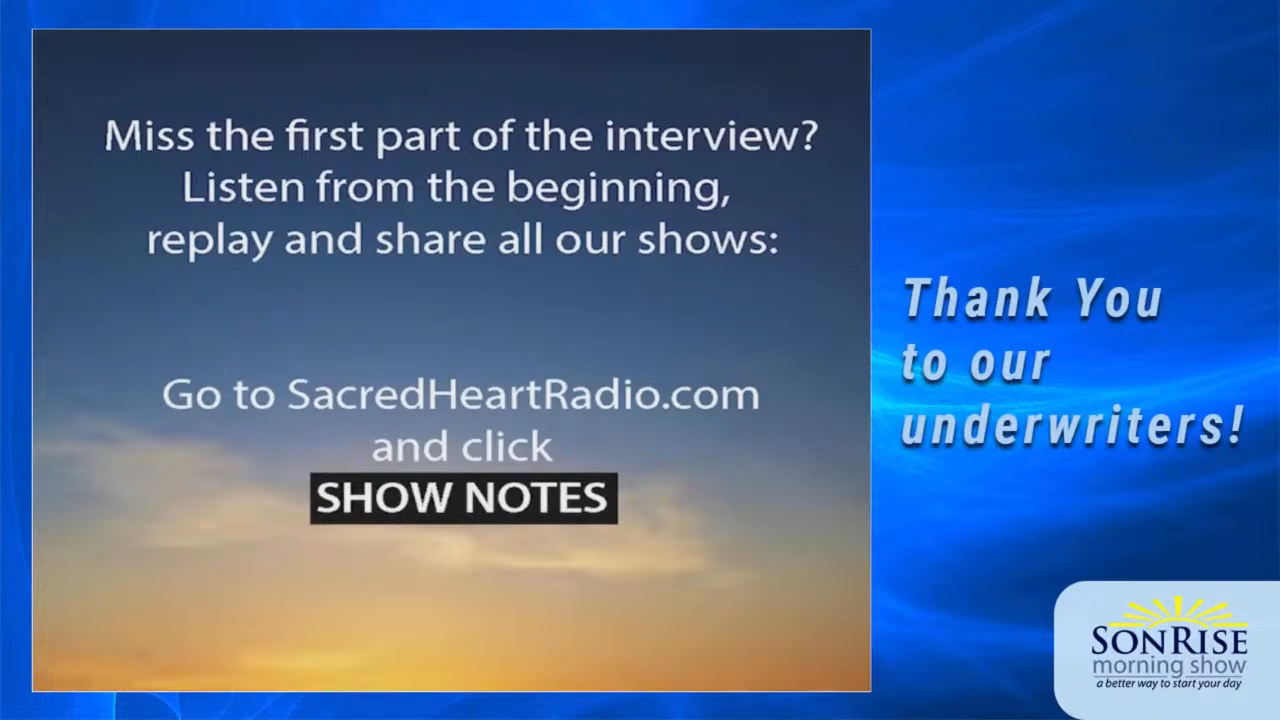 Miss the first part of the interview?
Listen from the beginning,
replay and share all our shows:
Go to SacredHeartRadio.com
and click
SHOW NOTES
Thank You
to our
underwriters!
SONRISE
morning show
a better way to start your day